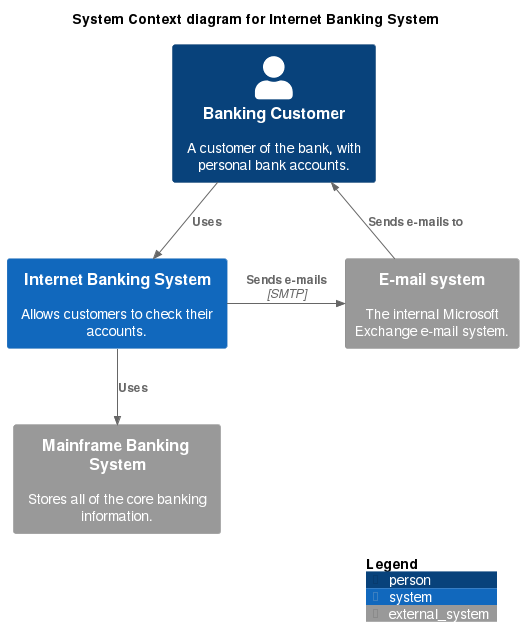 System Context diagram for Internet Banking System
Banking Customer
A customer of the bank, with
personal bank accounts.
Uses
Sends e-mails to
Internet Banking System
Allows customers to check their
accounts.
Sends e-mails
[SMTP]
E-mail system
The internal Microsoft
Exchange e-mail system.
Uses
Mainframe Banking
System
Stores all of the core banking
information.
Legend
person
system
external_system